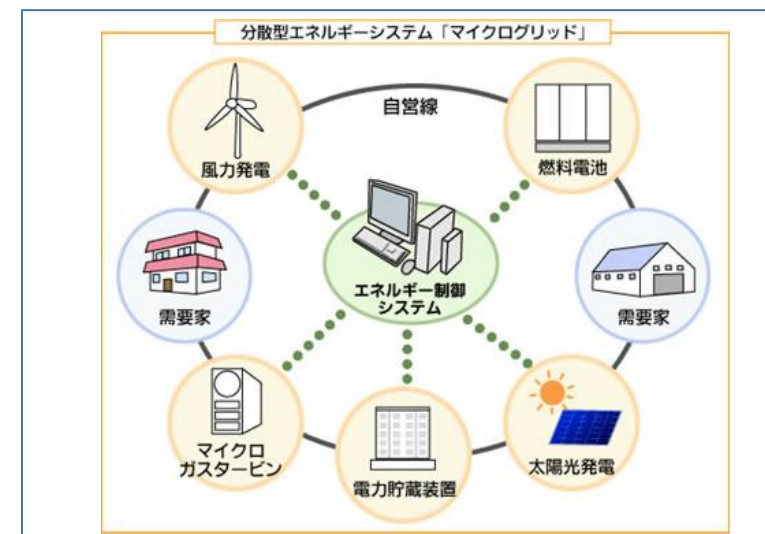 分散型エネルギーシステム「マイクログリッド」
自営線
風力発電
燃料電池
エネルギー制御
システム
需要家
需要家
マイクロ
ガスタービン
電力貯蔵装置
太陽光発電